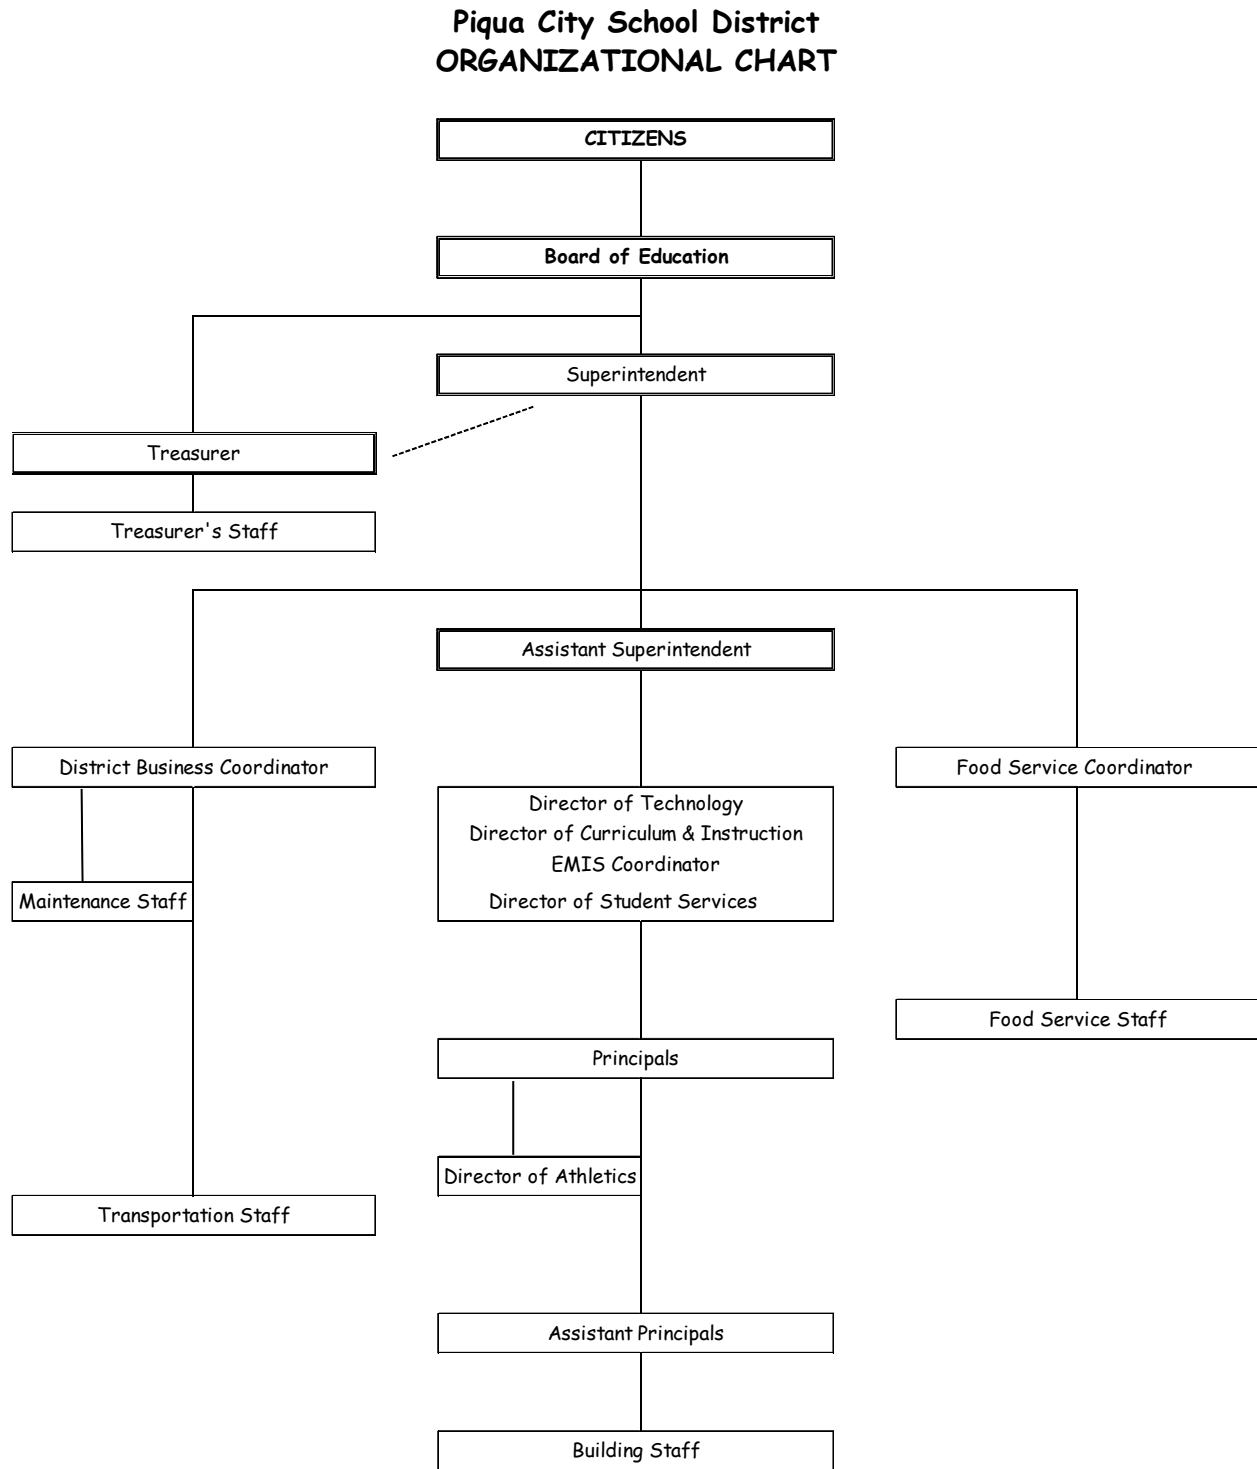 Piqua City School District
ORGANIZATIONAL CHART
CITIZENS
Board of Education
Superintendent
Treasurer
Treasurer's Staff
Assistant Superintendent
District Business Coordinator
Food Service Coordinator
Director of Technology
Director of Curriculum & Instruction
EMIS Coordinator
Maintenance Staff
Director of Student Services
Food Service Staff
Principals
Director of Athletics
Transportation Staff
Assistant Principals
Building Staff